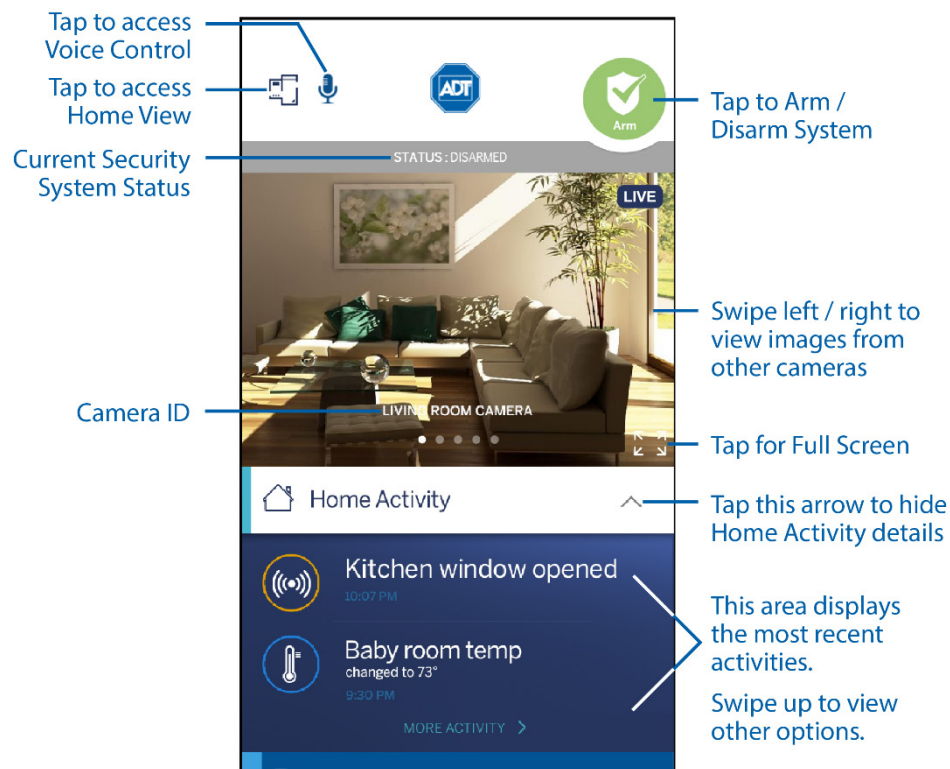 Tap to access
Voice Control
Tap to access
Home View
Current Security
System Status
Camera ID
ADT
Arm
STATUS : DISARMED
LIVE
LIVING ROOM CAMERA
Home Activity
Kitchen window opened
10:07 PM
Baby room temp
changed to 73°
9:30 PM
MORE ACTIVITY
Tap to Arm /
Disarm System
Swipe left / right to
view images from
other cameras
Tap for Full Screen
Tap this arrow to hide
Home Activity details
This area displays
the most recent
activities.
Swipe up to view
other options.